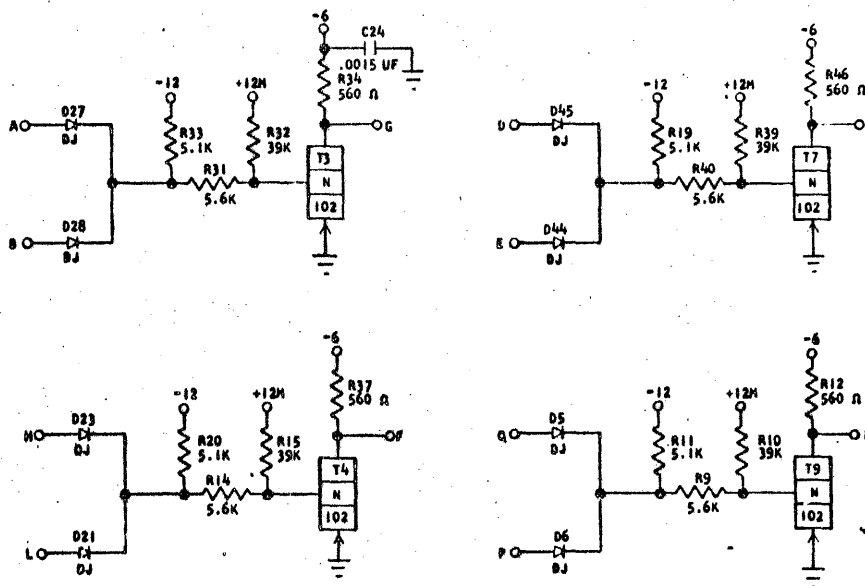 -6
C24
.0015 UF
R34
560 Ω
-12
+12M
A
D27
DJ
R33
5.1K
R32
39K
G
R31
5.6K
T3
N
102
B
D28
DJ
-6
R46
560 Ω
-12
+12M
D45
DJ
R19
5.1K
R39
39K
R40
5.6K
T7
N
102
E
D44
DJ
-6
R37
560 Ω
-12
+12M
H
D23
DJ
R20
5.1K
R15
39K
R14
5.6K
T4
N
102
L
D21
DJ
-6
R12
560 Ω
-12
+12M
D5
DJ
R11
5.1K
R10
39K
R9
5.6K
T9
N
102
P
D6
DJ